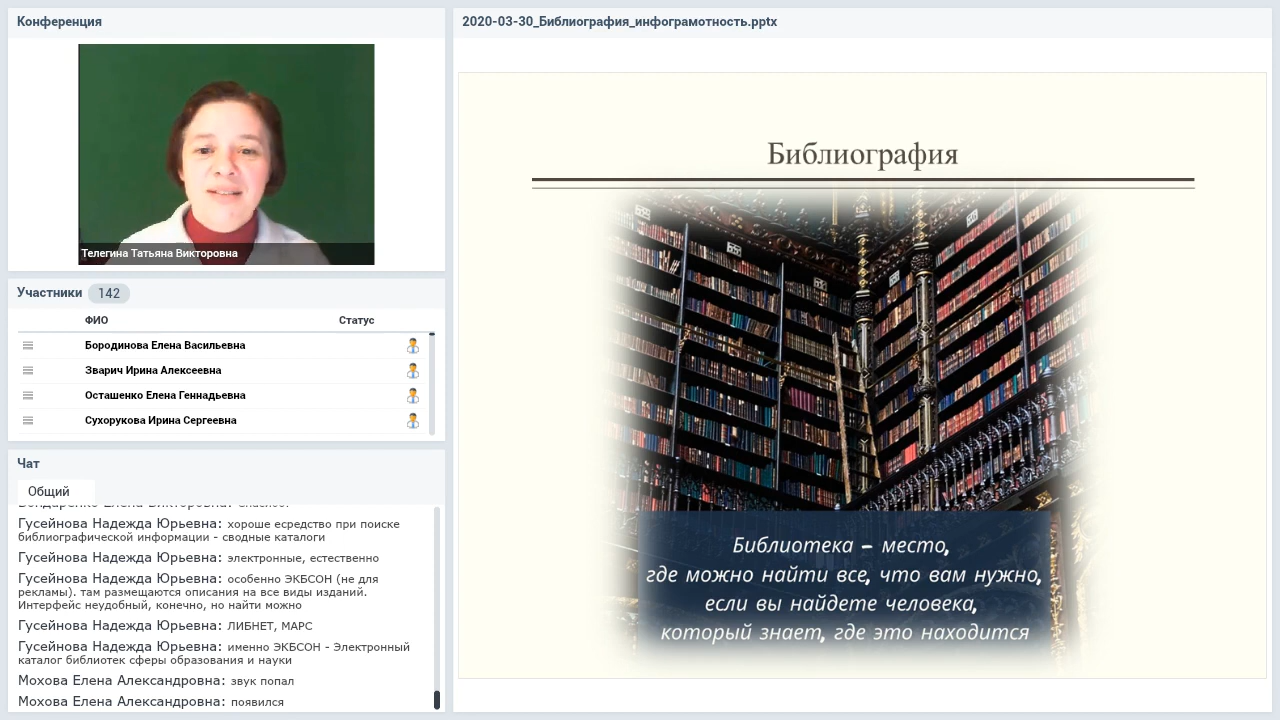 Конференция
Телегина Татьяна Викторовна
Участники 142
ФИО Статус
Бородинова Елена Васильевна
Зварич Ирина Алексеевна
Осташенко Елена Геннадьевна
Сухорукова Ирина Сергеевна
Чат
Общий
Гусейнова Надежда Юрьевна: хороше есредство при поиске
библиографической информации - сводные каталоги
Гусейнова Надежда Юрьевна: электронные, естественно
Гусейнова Надежда Юрьевна: особенно ЭКБСОН (не для
рекламы). там размещаются описания на все виды изданий.
Интерфейс неудобный, конечно, но найти можно
Гусейнова Надежда Юрьевна: ЛИБНЕТ, МАРС
Гусейнова Надежда Юрьевна: именно ЭКБСОН - Электронный
каталог библиотек сферы образования и науки
Мохова Елена Александровна: звук попал
Мохова Елена Александровна: появился
2020-03-30_Библиография_инфограмотность.pptx
Библиография
Библиотека – место,
где можно найти все, что вам нужно,
если вы найдете человека,
который знает, где это находится